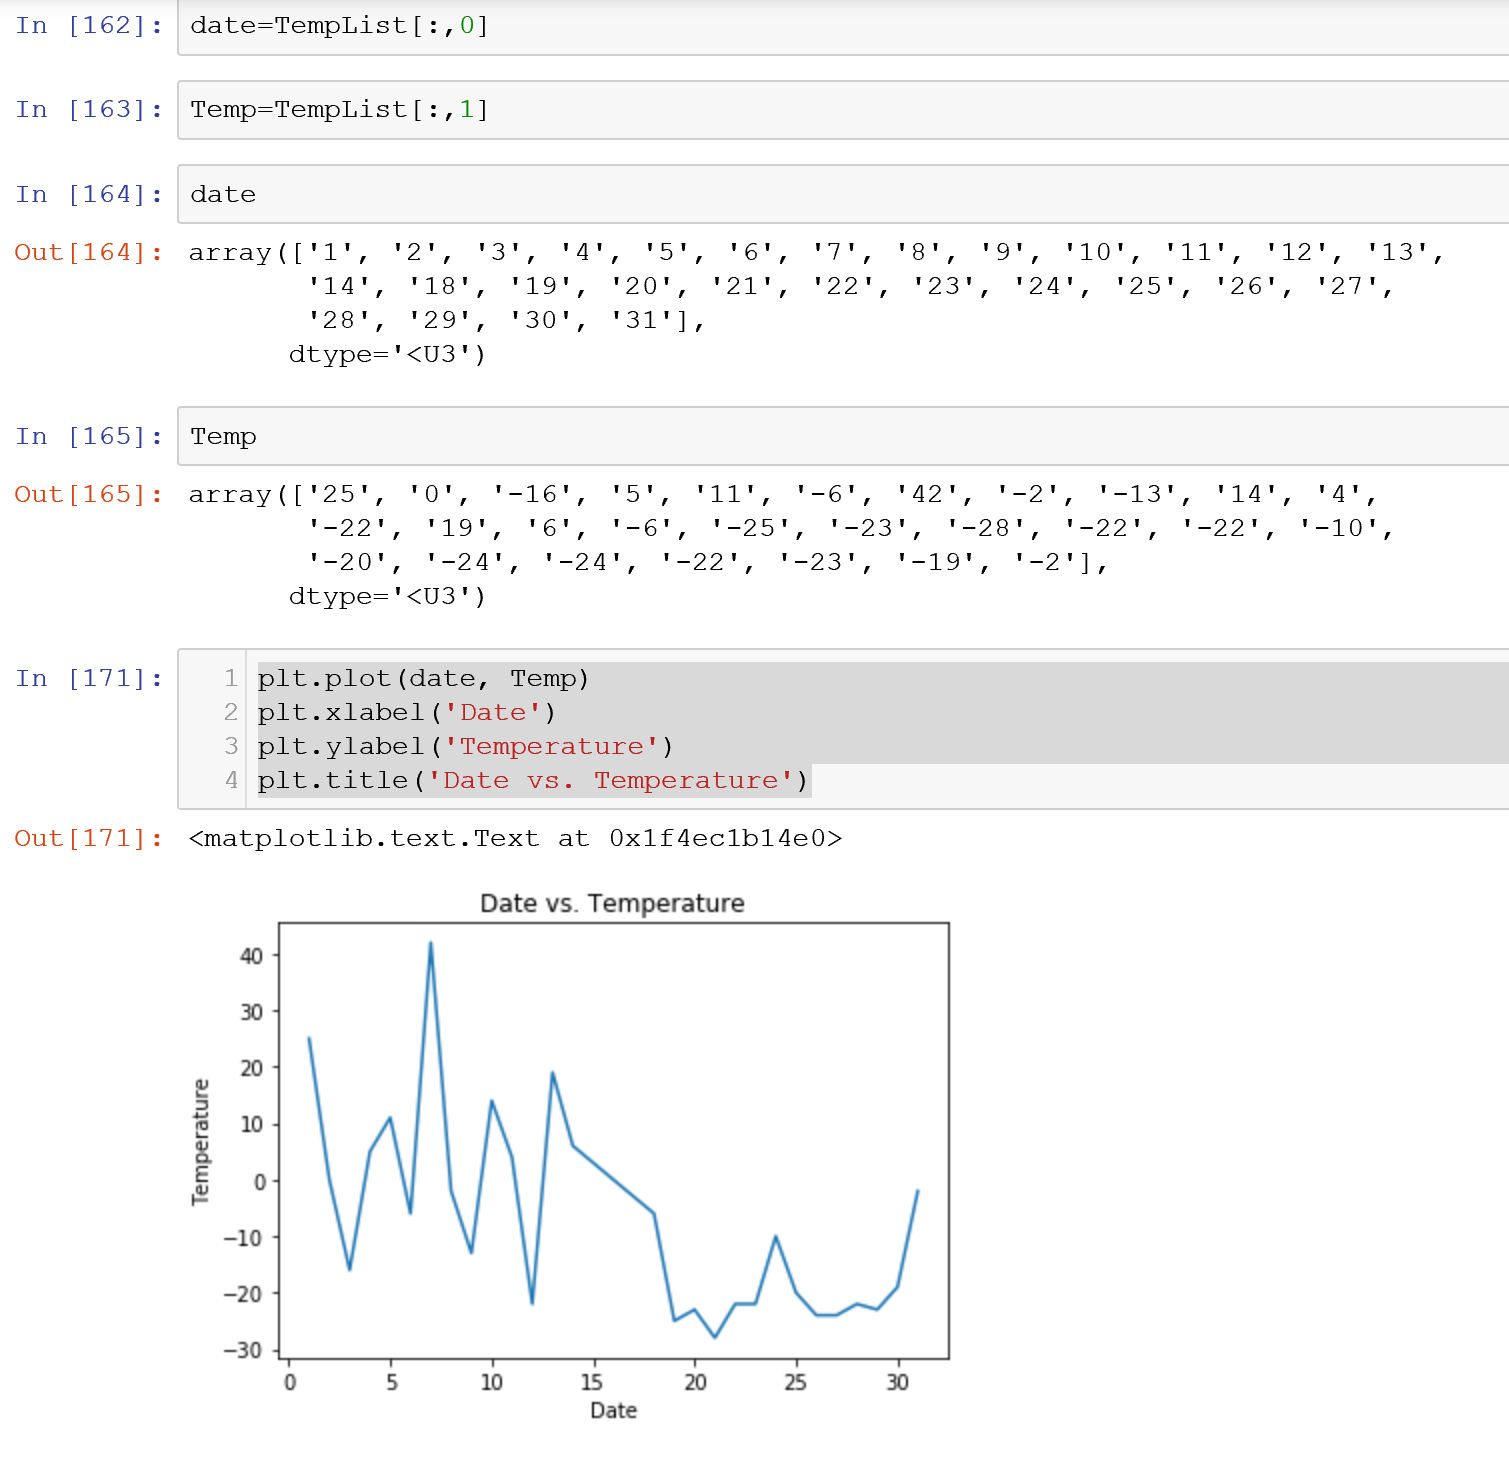 In [162]: date=TempList[:,0]
In [163]: Temp=TempList[:,1]
In [164]: date
Out[164]: array(['1', '2', '3', '4', '5', '6', '7', '8', '9', '10', '11', '12', '13',
'14', '18', '19', '20', '21', '22', '23', '24', '25', '26', '27',
'28', '29', '30', '31'],
dtype='<U3')
In [165]: Temp
Out[165]: array(['25', '0', '-16', '5', '11', '-6', '42', '-2', '-13', '14', '4',
'-22', '19', '6', '-6', '-25', '-23', '-28', '-22', '-22', '-10',
'-20', '-24', '-24', '-22', '-23', '-19', '-2'],
dtype='<U3')
In [171]: 1 plt.plot(date, Temp)
2 plt.xlabel('Date')
3 plt.ylabel('Temperature')
4 plt.title('Date vs. Temperature')
Out[171]: <matplotlib.text.Text at 0x1f4ec1b14e0>
Date vs. Temperature
Temperature
40
30
20
10
0
−10
−20
−30
0 5 10 15 20 25 30
Date